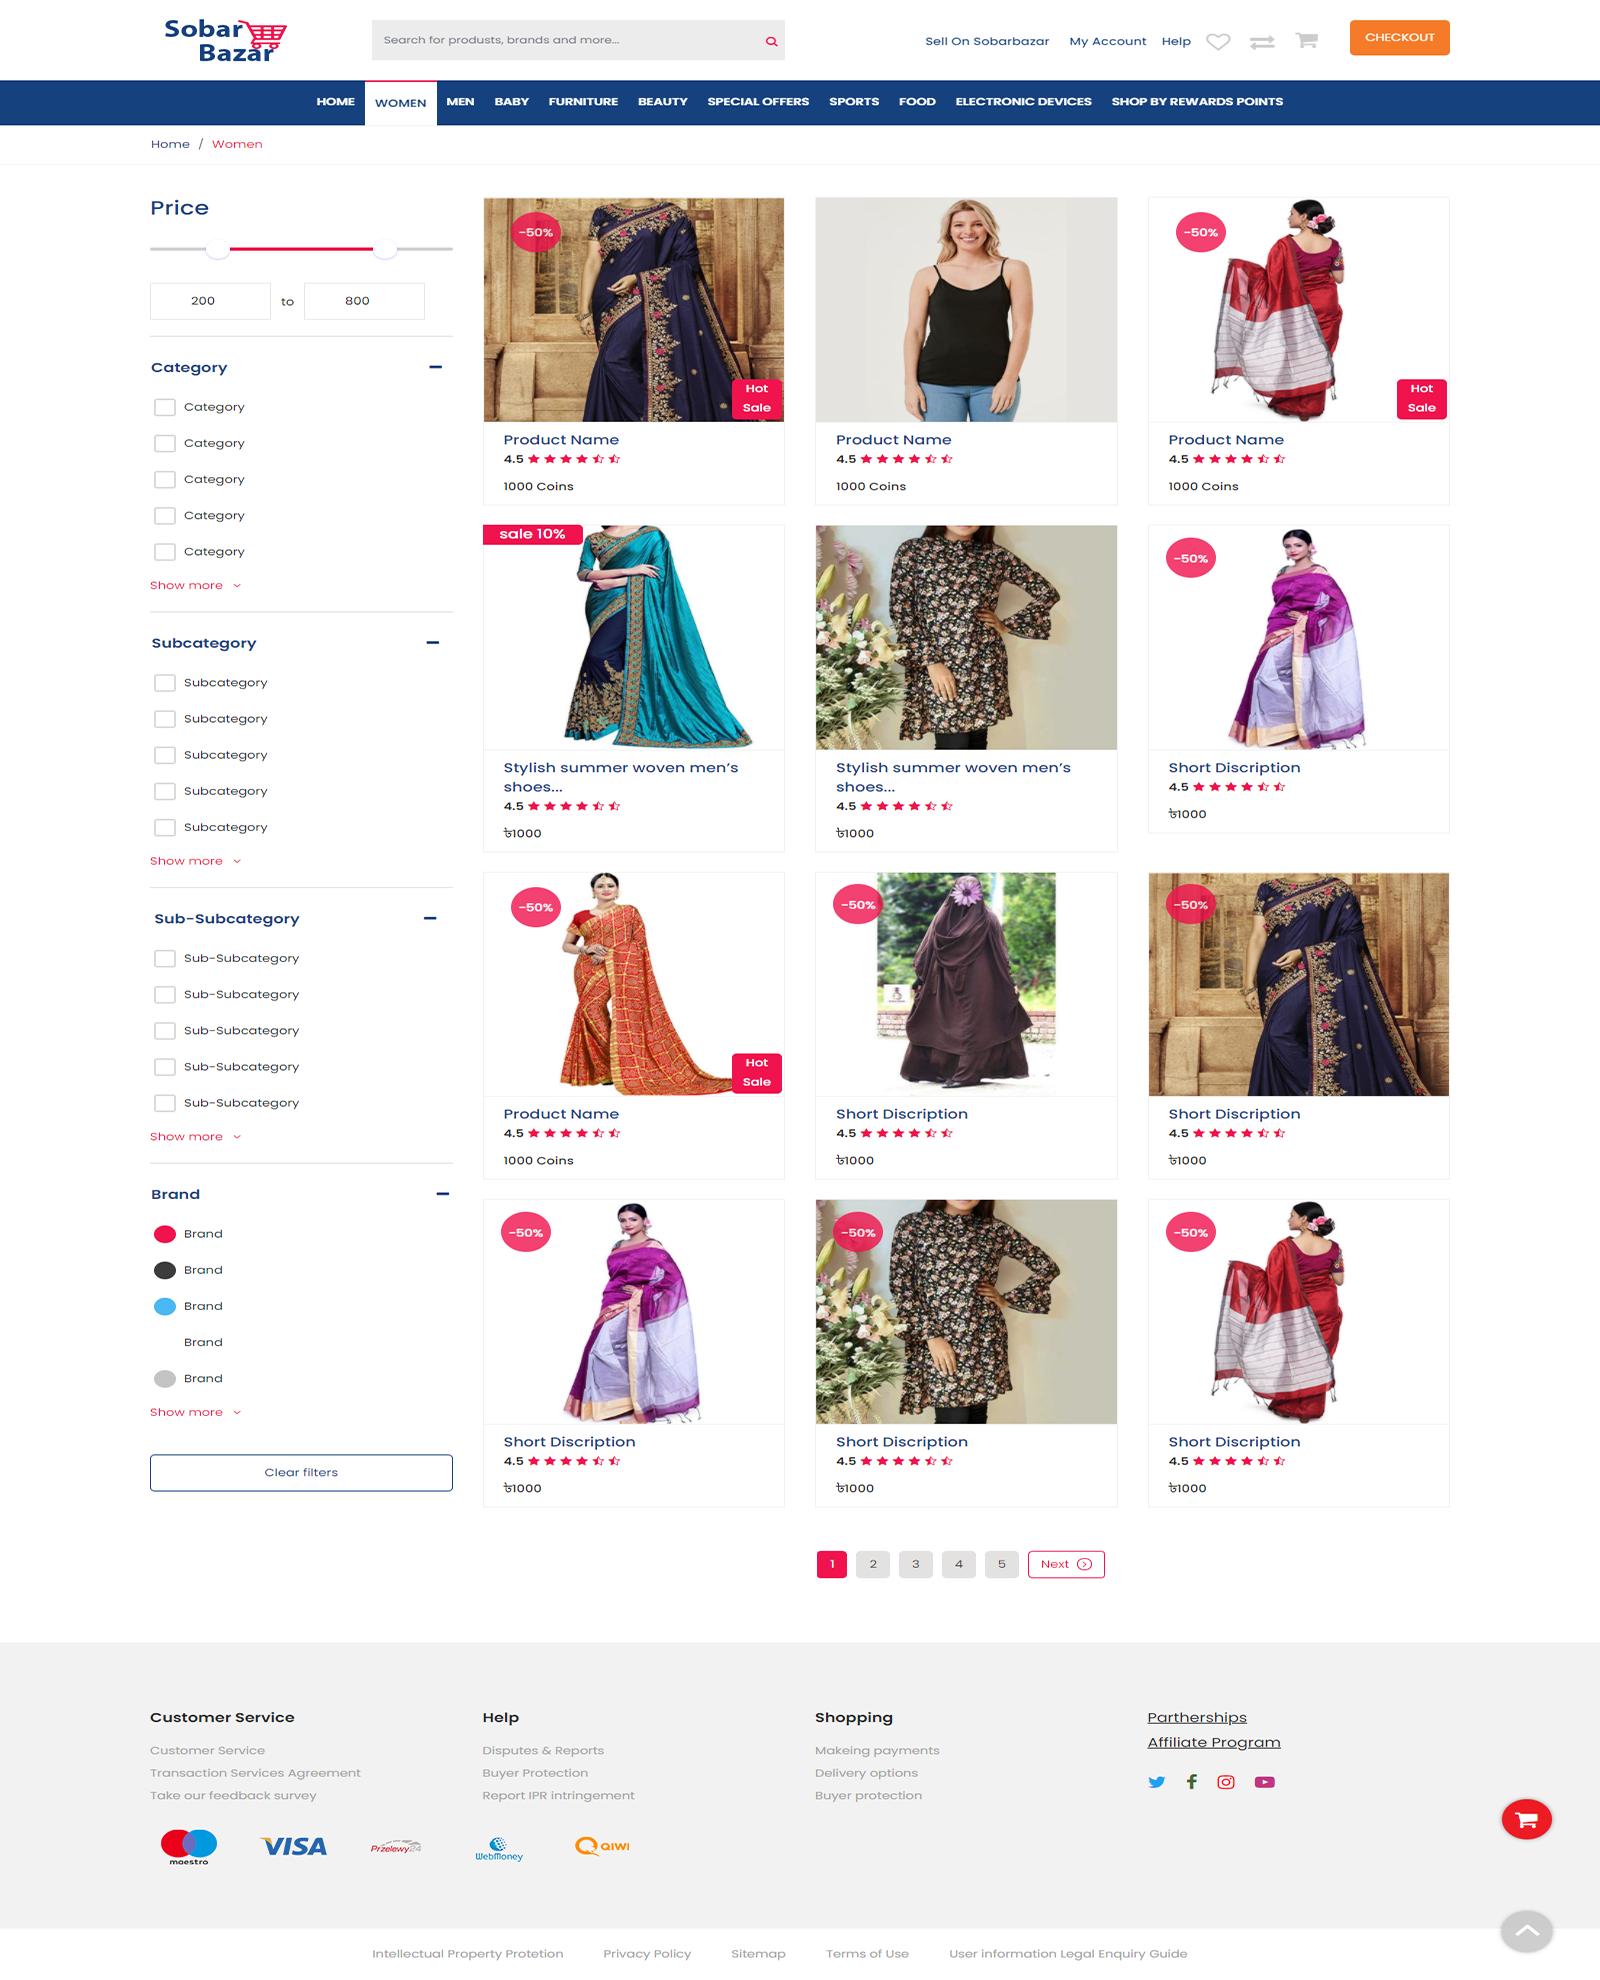 Sobar
Bazar
Search for produsts, brands and more...
Sell On Sobarbazar My Account Help
CHECKOUT
HOME WOMEN MEN BABY FURNITURE BEAUTY SPECIAL OFFERS SPORTS FOOD ELECTRONIC DEVICES SHOP BY REWARDS POINTS
Home / Women
Price
200 to 800
Category
Category
Category
Category
Category
Category
Show more
Subcategory
Subcategory
Subcategory
Subcategory
Subcategory
Subcategory
Show more
Sub-Subcategory
Sub-Subcategory
Sub-Subcategory
Sub-Subcategory
Sub-Subcategory
Sub-Subcategory
Show more
Brand
Brand
Brand
Brand
Brand
Brand
Show more
Clear filters
-50%
Hot
Sale
Product Name
4.5
1000 Coins
Product Name
4.5
1000 Coins
-50%
Hot
Sale
Product Name
4.5
1000 Coins
sale 10%
Stylish summer woven men's
shoes...
4.5
৳1000
Stylish summer woven men's
shoes...
4.5
৳1000
-50%
Short Discription
4.5
৳1000
-50%
Hot
Sale
Product Name
4.5
1000 Coins
-50%
Short Discription
4.5
৳1000
-50%
Short Discription
4.5
৳1000
-50%
Short Discription
4.5
৳1000
-50%
Short Discription
4.5
৳1000
-50%
Short Discription
4.5
৳1000
1 2 3 4 5 Next
Customer Service
Customer Service
Transaction Services Agreement
Take our feedback survey
Help
Disputes & Reports
Buyer Protection
Report IPR intringement
Shopping
Makeing payments
Delivery options
Buyer protection
Partherships
Affiliate Program
maestro
VISA
Przelewy24
WebMoney
QIWI
Intellectual Property Protetion Privacy Policy Sitemap Terms of Use User information Legal Enquiry Guide